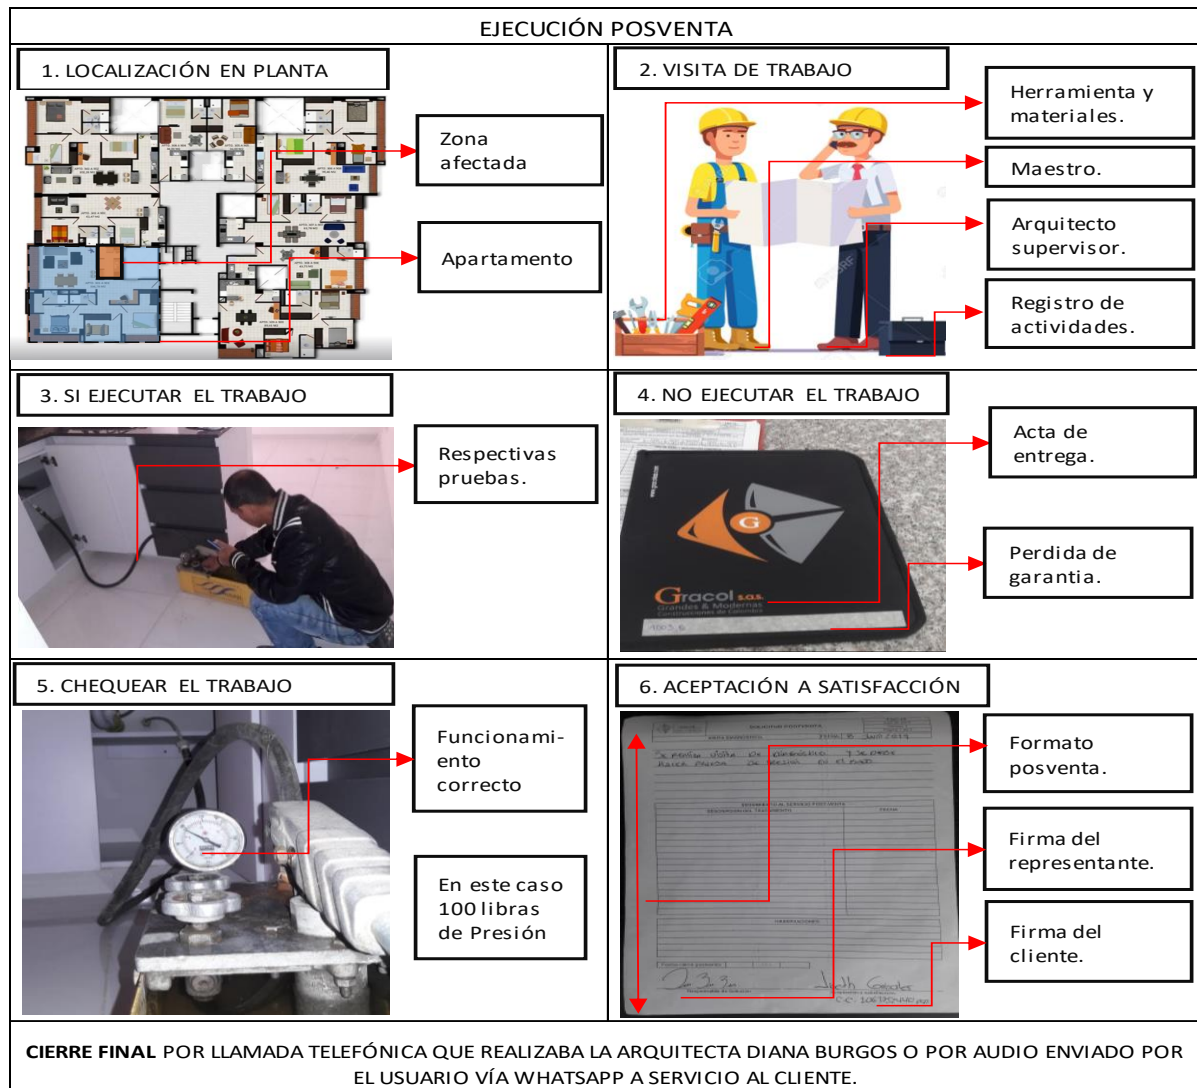 EJECUCIÓN POSVENTA
1. LOCALIZACIÓN EN PLANTA
Zona
afectada
Apartamento
2. VISITA DE TRABAJO
Herramienta y
materiales.
Maestro.
Arquitecto
supervisor.
Registro de
actividades.
3. SI EJECUTAR EL TRABAJO
Respectivas
pruebas.
4. NO EJECUTAR EL TRABAJO
G
Gracol s.a.s.
Grandes & Modernas
Construcciones de Colombia
Acta de
entrega.
Perdida de
garantia.
5. CHEQUEAR EL TRABAJO
Funcionami-
ento
correcto
En este caso
100 libras
de Presión
6. ACEPTACIÓN A SATISFACCIÓN
SOLICITUD POSVENTA
Formato
posventa.
Firma del
representante.
Firma del
cliente.
CIERRE FINAL POR LLAMADA TELEFÓNICA QUE REALIZABA LA ARQUITECTA DIANA BURGOS O POR AUDIO ENVIADO POR
EL USUARIO VÍA WHATSAPP A SERVICIO AL CLIENTE.